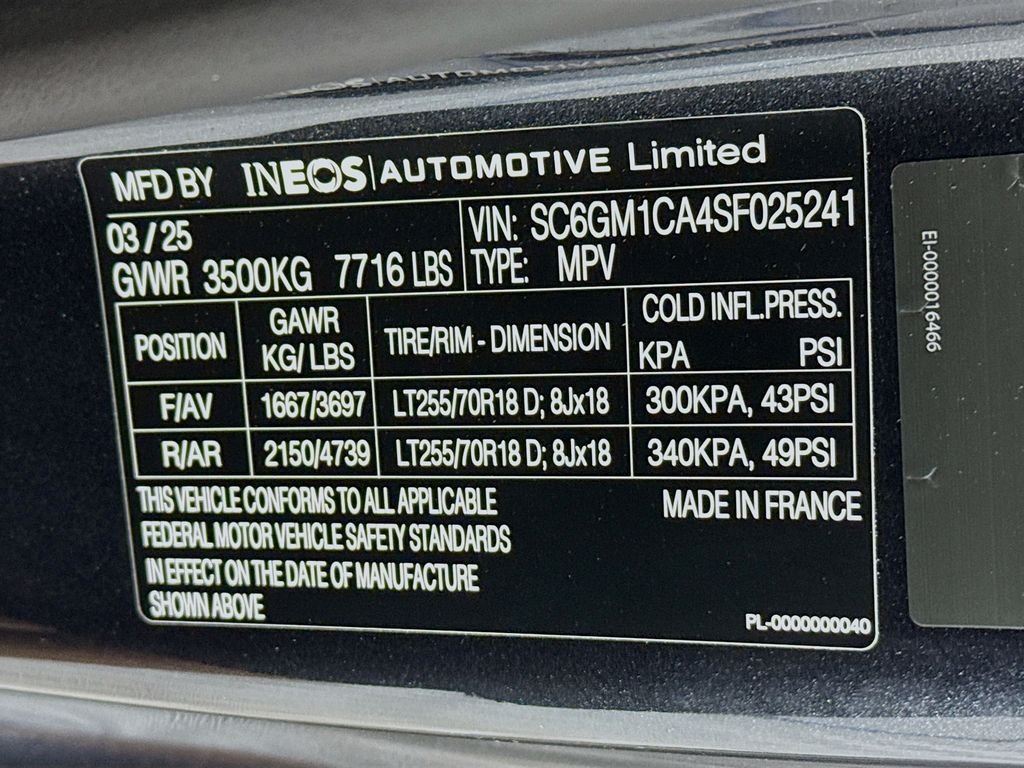 MFD BY INEOS | AUTOMOTIVE Limited
03 / 25
GVWR 3500KG 7716 LBS
VIN: SC6GM1CA4SF025241
TYPE: MPV
POSITION GAWR KG/ LBS TIRE/RIM - DIMENSION COLD INFL.PRESS. KPA PSI
F/AV 1667/3697 LT255/70R18 D; 8Jx18 300KPA, 43PSI
R/AR 2150/4739 LT255/70R18 D; 8Jx18 340KPA, 49PSI
THIS VEHICLE CONFORMS TO ALL APPLICABLE
FEDERAL MOTOR VEHICLE SAFETY STANDARDS
IN EFFECT ON THE DATE OF MANUFACTURE
SHOWN ABOVE
MADE IN FRANCE
PL-0000000040
EI-0000016466